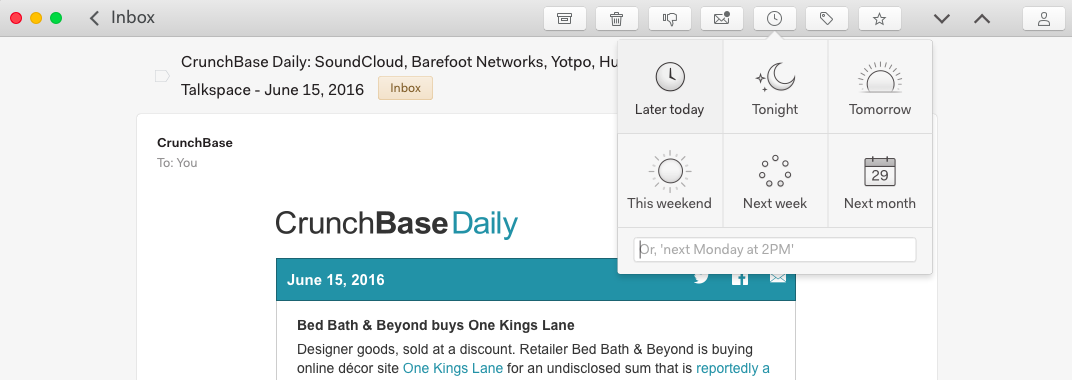 Inbox
CrunchBase Daily: SoundCloud, Barefoot Networks, Yotpo, Hu
Talkspace - June 15, 2016 Inbox
CrunchBase
To: You
Later today
Tonight
Tomorrow
This weekend
Next week
29
Next month
Or, 'next Monday at 2PM'
CrunchBase Daily
June 15, 2016
Bed Bath & Beyond buys One Kings Lane
Designer goods, sold at a discount. Retailer Bed Bath & Beyond is buying
online décor site One Kings Lane for an undisclosed sum that is reportedly a